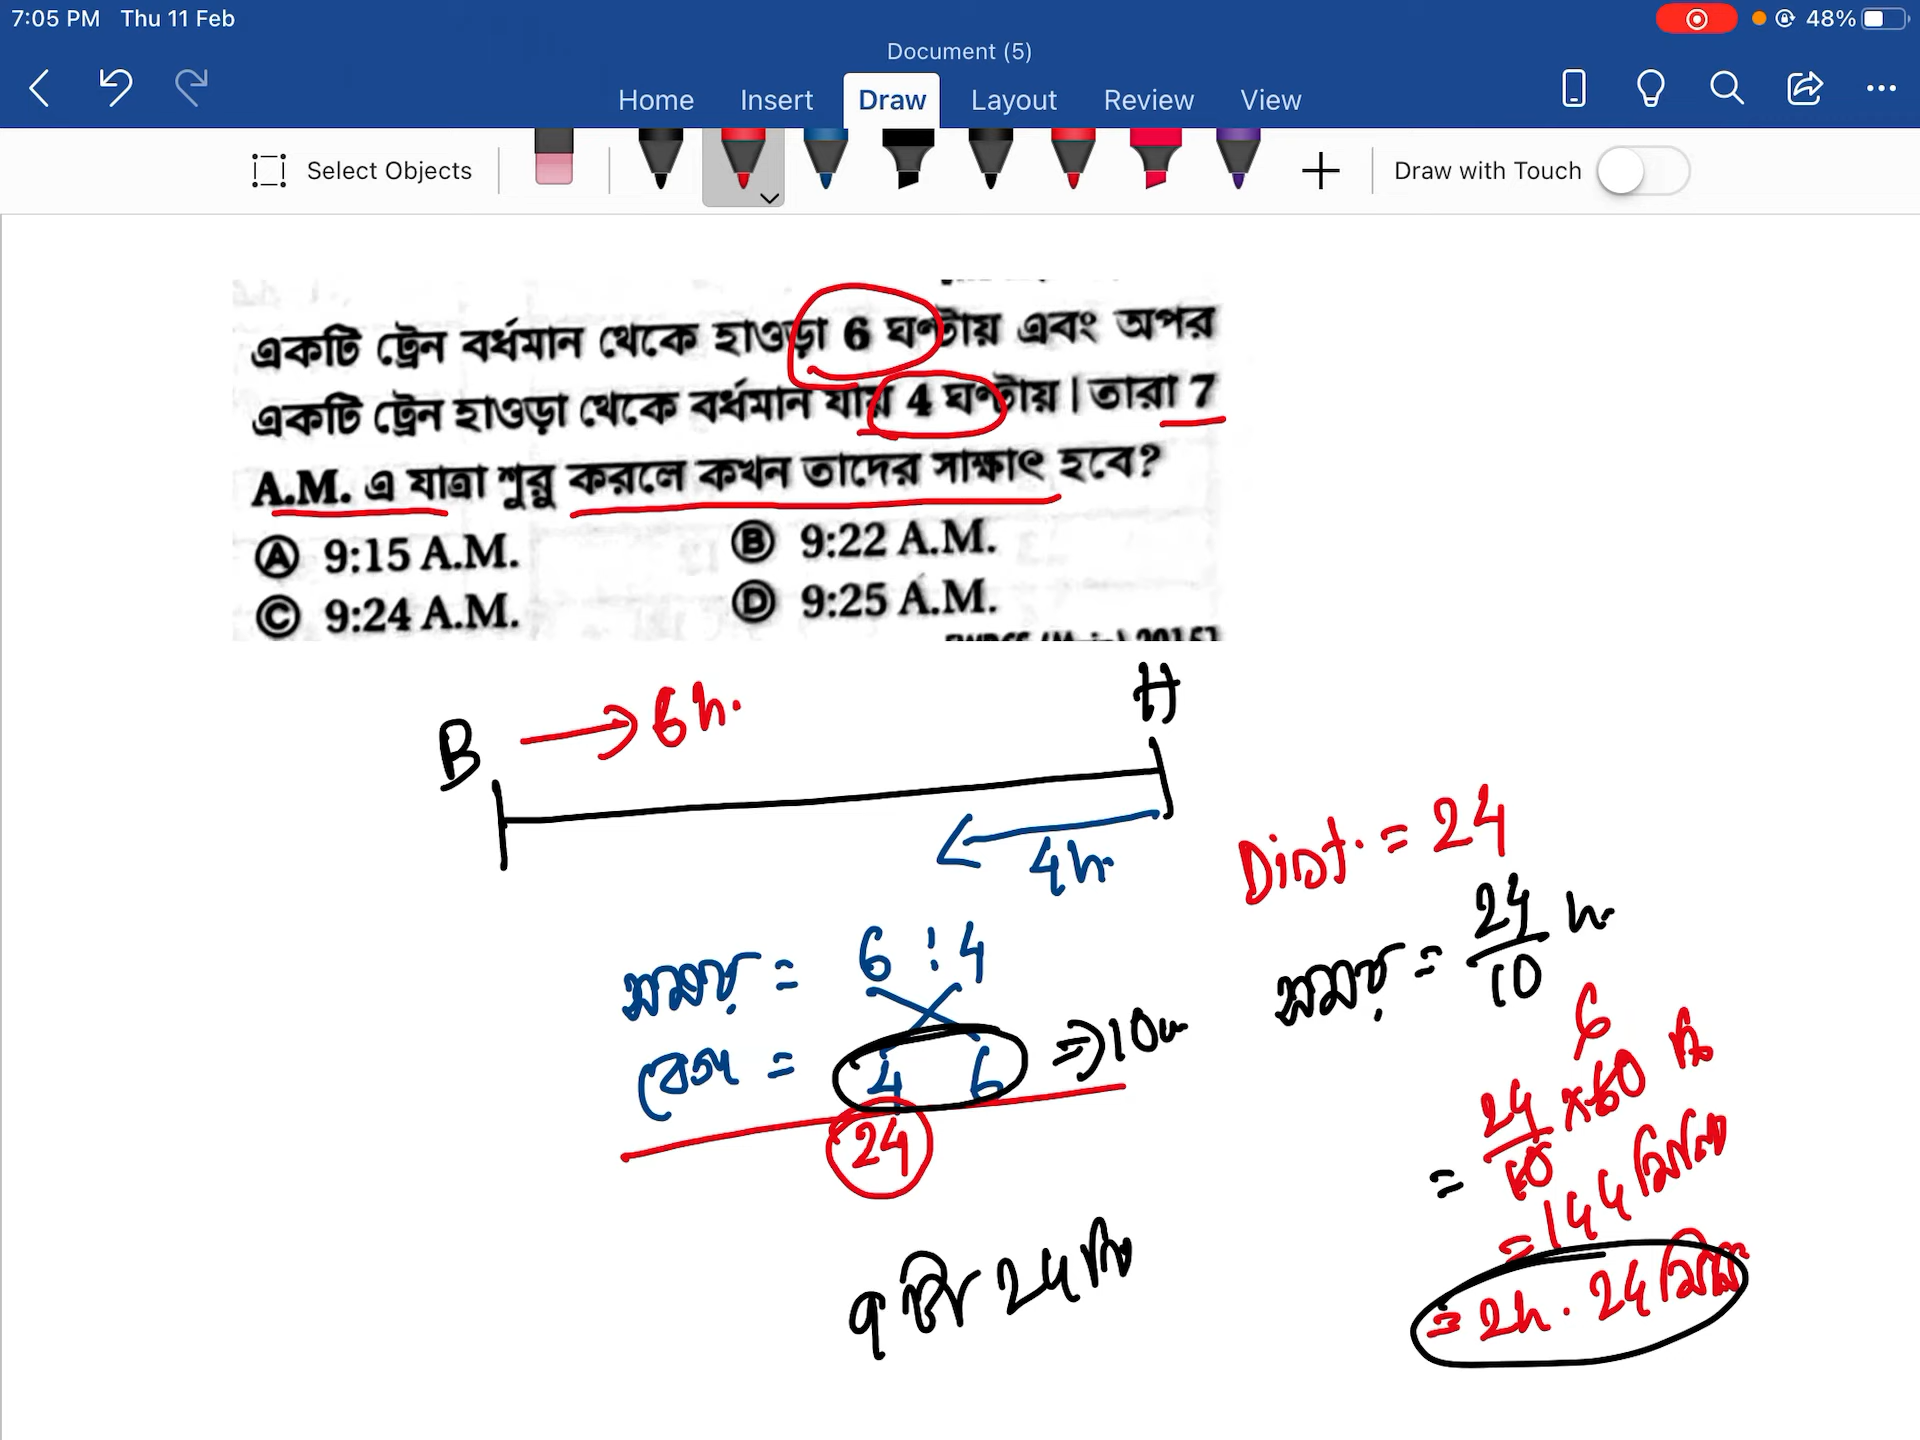 7:05 PM Thu 11 Feb
48%
Document (5)
Home Insert Draw Layout Review View
Select Objects
Draw with Touch
একটি ট্রেন বর্ধমান থেকে হাওড়া 6 ঘণ্টায় এবং অপর
একটি ট্রেন হাওড়া থেকে বর্ধমান যায় 4 ঘণ্টায়। তারা 7
A.M. এ যাত্রা শুরু করলে কখন তাদের সাক্ষাৎ হবে?
Ⓐ 9:15 A.M. Ⓑ 9:22 A.M.
Ⓒ 9:24 A.M. Ⓓ 9:25 A.M.
B → 6h. H
4h.
Dist. = 24
সময় = 6 : 4
সময় = 24/10 h.
বেগ = 4 6 ⇒ 10
24
6
= 24/10 × 60 মি
= 144 মিনিট
= 2h. 24 মিনিট
9 টা 24 মি